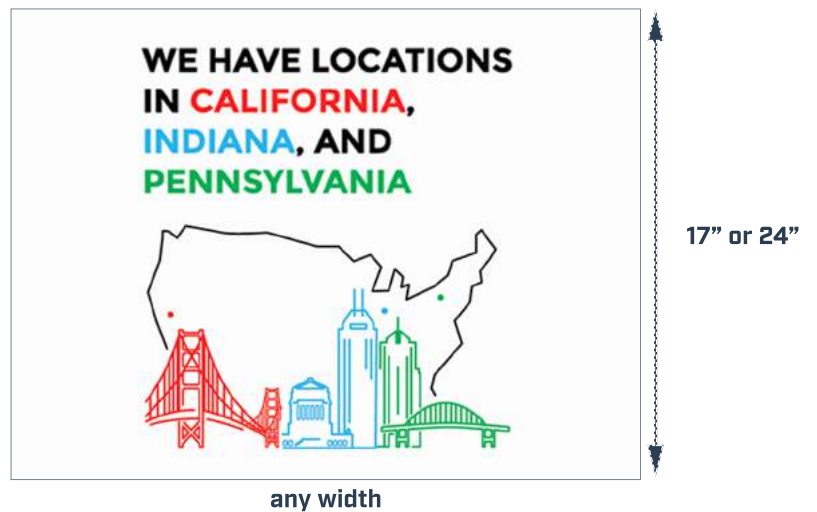 WE HAVE LOCATIONS
IN CALIFORNIA,
INDIANA, AND
PENNSYLVANIA
17” or 24”
any width